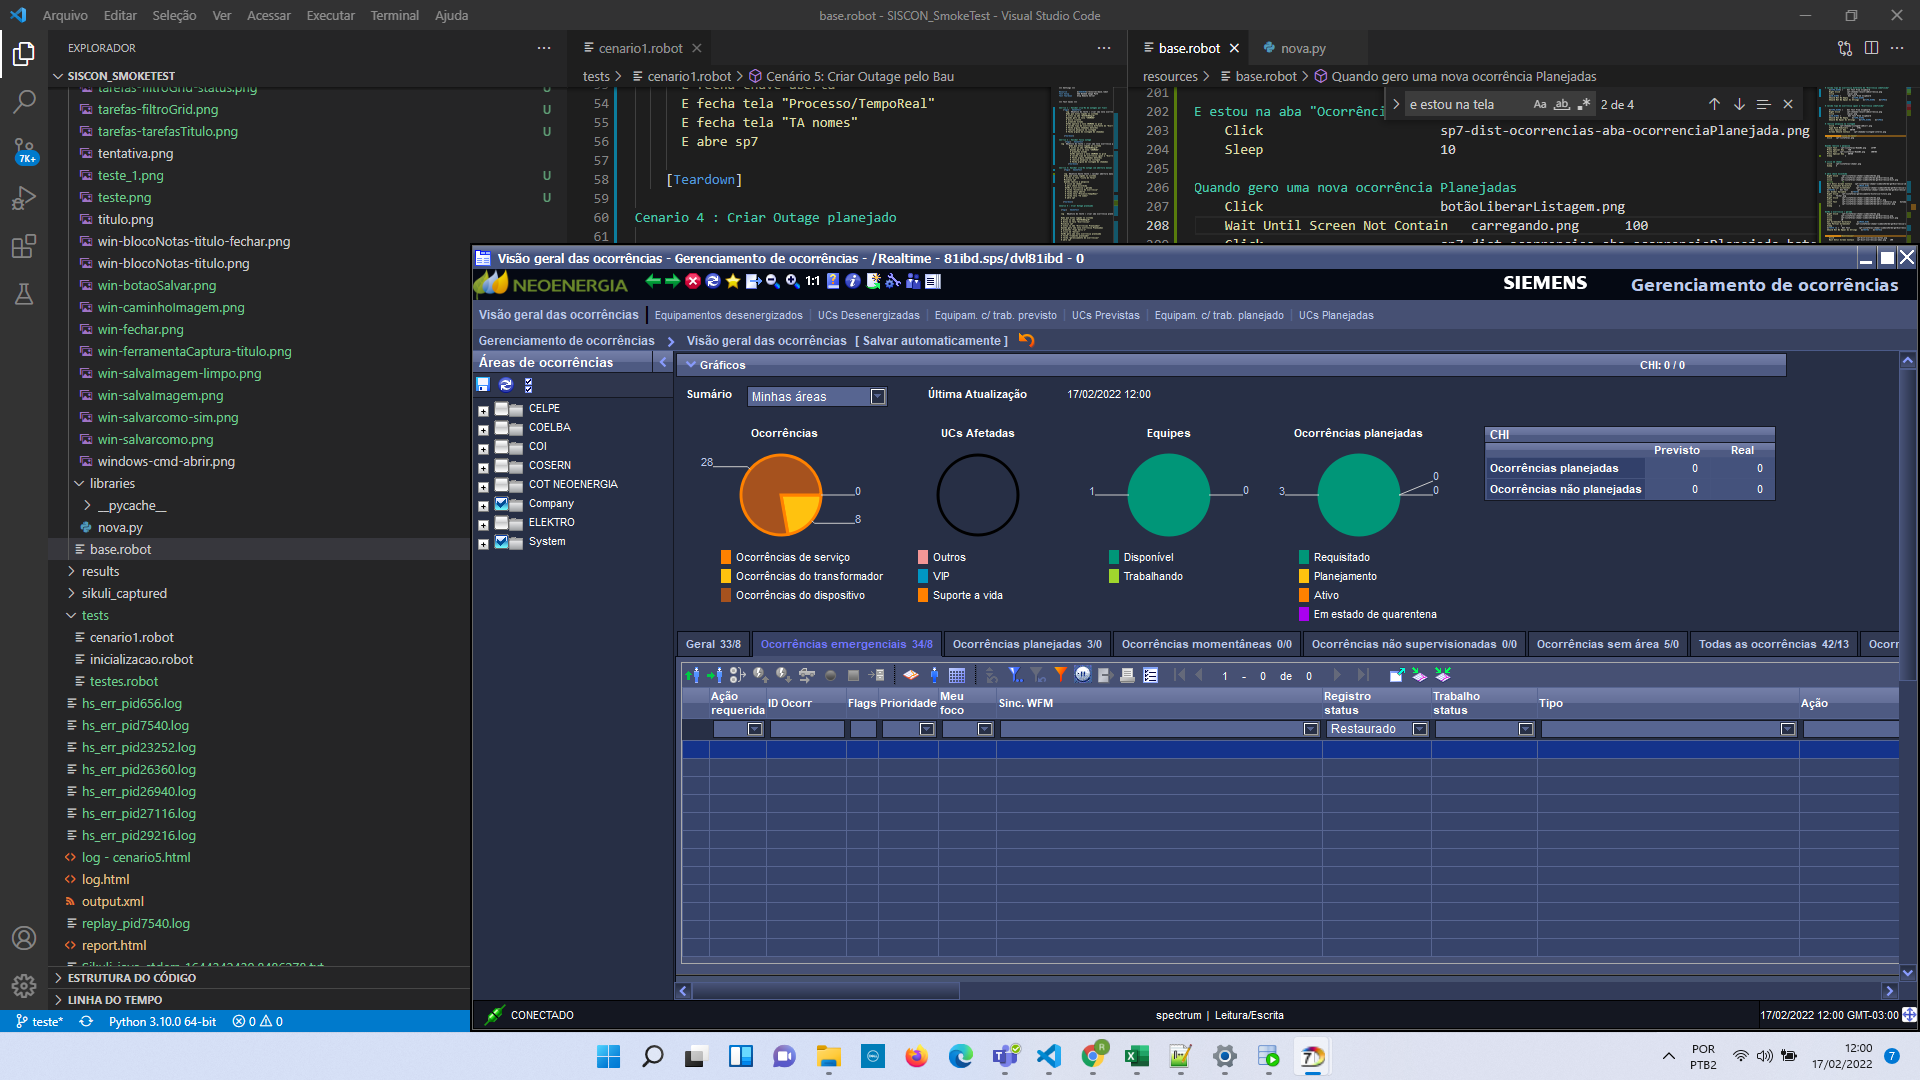 Arquivo Editar Seleção Ver Acessar Executar Terminal Ajuda
base.robot - SISCON_SmokeTest - Visual Studio Code
EXPLORADOR
SISCON_SMOKETEST
tarefas-filtroGrid-status.png U
tarefas-filtroGrid.png U
tarefas-tarefasTitulo.png U
tentativa.png
teste_1.png U
teste.png U
titulo.png
win-blocoNotas-titulo-fechar.png
win-blocoNotas-titulo.png
win-botaoSalvar.png
win-caminhoImagem.png
win-fechar.png
win-ferramentaCaptura-titulo.png
win-salvaImagem-limpo.png
win-salvaImagem.png
win-salvarcomo-sim.png
win-salvarcomo.png
windows-cmd-abrir.png
libraries
__pycache__
nova.py
base.robot
results
sikuli_captured
tests
cenario1.robot
inicializacao.robot
testes.robot
hs_err_pid656.log
hs_err_pid7540.log
hs_err_pid23252.log
hs_err_pid26360.log
hs_err_pid26940.log
hs_err_pid27116.log
hs_err_pid29216.log
log - cenario5.html
log.html
output.xml
replay_pid7540.log
report.html
ESTRUTURA DO CÓDIGO
LINHA DO TEMPO
7K+
teste* Python 3.10.0 64-bit 0 0
cenario1.robot
tests cenario1.robot Cenário 5: Criar Outage pelo Bau
53 E fecha chave aberta
54 E fecha tela "Processo/TempoReal"
55 E fecha tela "TA nomes"
56 E abre sp7
57
58 [Teardown]
59
60 Cenario 4 : Criar Outage planejado
61
base.robot nova.py
resources base.robot Quando gero uma nova ocorrência Planejadas
e estou na tela Aa ab 2 de 4
201
202 E estou na aba "Ocorrênci
203 Click sp7-dist-ocorrencias-aba-ocorrenciaPlanejada.png
204 Sleep 10
205
206 Quando gero uma nova ocorrência Planejadas
207 Click botãoLiberarListagem.png
208 Wait Until Screen Not Contain carregando.png 100
Visão geral das ocorrências - Gerenciamento de ocorrências - /Realtime - 81ibd.sps/dvl81ibd - 0
NEOENERGIA 1:1 SIEMENS Gerenciamento de ocorrências
Visão geral das ocorrências Equipamentos desenergizados UCs Desenergizadas Equipam. c/ trab. previsto UCs Previstas Equipam. c/ trab. planejado UCs Planejadas
Gerenciamento de ocorrências Visão geral das ocorrências [ Salvar automaticamente ]
Áreas de ocorrências
CELPE
COELBA
COI
COSERN
COT NEOENERGIA
Company
ELEKTRO
System
Gráficos CHI: 0 / 0
Sumário Minhas áreas Última Atualização 17/02/2022 12:00
Ocorrências UCs Afetadas Equipes Ocorrências planejadas
28 0 8
1 0
3 0 0
CHI
Previsto Real
Ocorrências planejadas 0 0
Ocorrências não planejadas 0 0
Ocorrências de serviço
Ocorrências do transformador
Ocorrências do dispositivo
Outros
VIP
Suporte a vida
Disponível
Trabalhando
Requisitado
Planejamento
Ativo
Em estado de quarentena
Geral 33/8 Ocorrências emergenciais 34/8 Ocorrências planejadas 3/0 Ocorrências momentâneas 0/0 Ocorrências não supervisionadas 0/0 Ocorrências sem área 5/0 Todas as ocorrências 42/13 Ocorr
1 - 0 de 0
Ação requerida ID Ocorr Flags Prioridade Meu foco Sinc. WFM Registro status Trabalho status Tipo Ação
Restaurado
CONECTADO spectrum | Leitura/Escrita 17/02/2022 12:00 GMT-03:00
POR
PTB2
12:00
17/02/2022
7